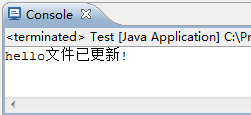 Console
<terminated> Test [Java Application] C:\Pr
hello文件已更新!